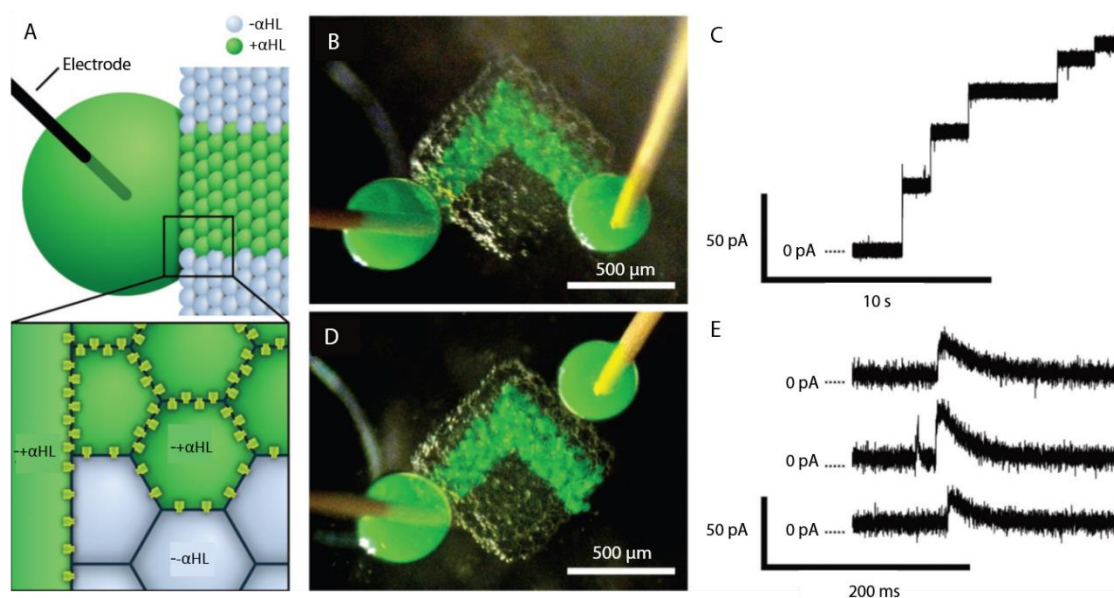 A
-αHL
+αHL
Electrode
-+αHL
-+αHL
--αHL
B
500 µm
C
50 pA
0 pA
10 s
D
500 µm
E
0 pA
0 pA
50 pA
0 pA
200 ms